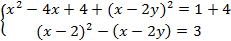 x² − 4x + 4 + (x − 2y)² = 1 + 4
(x − 2)² − (x − 2y) = 3